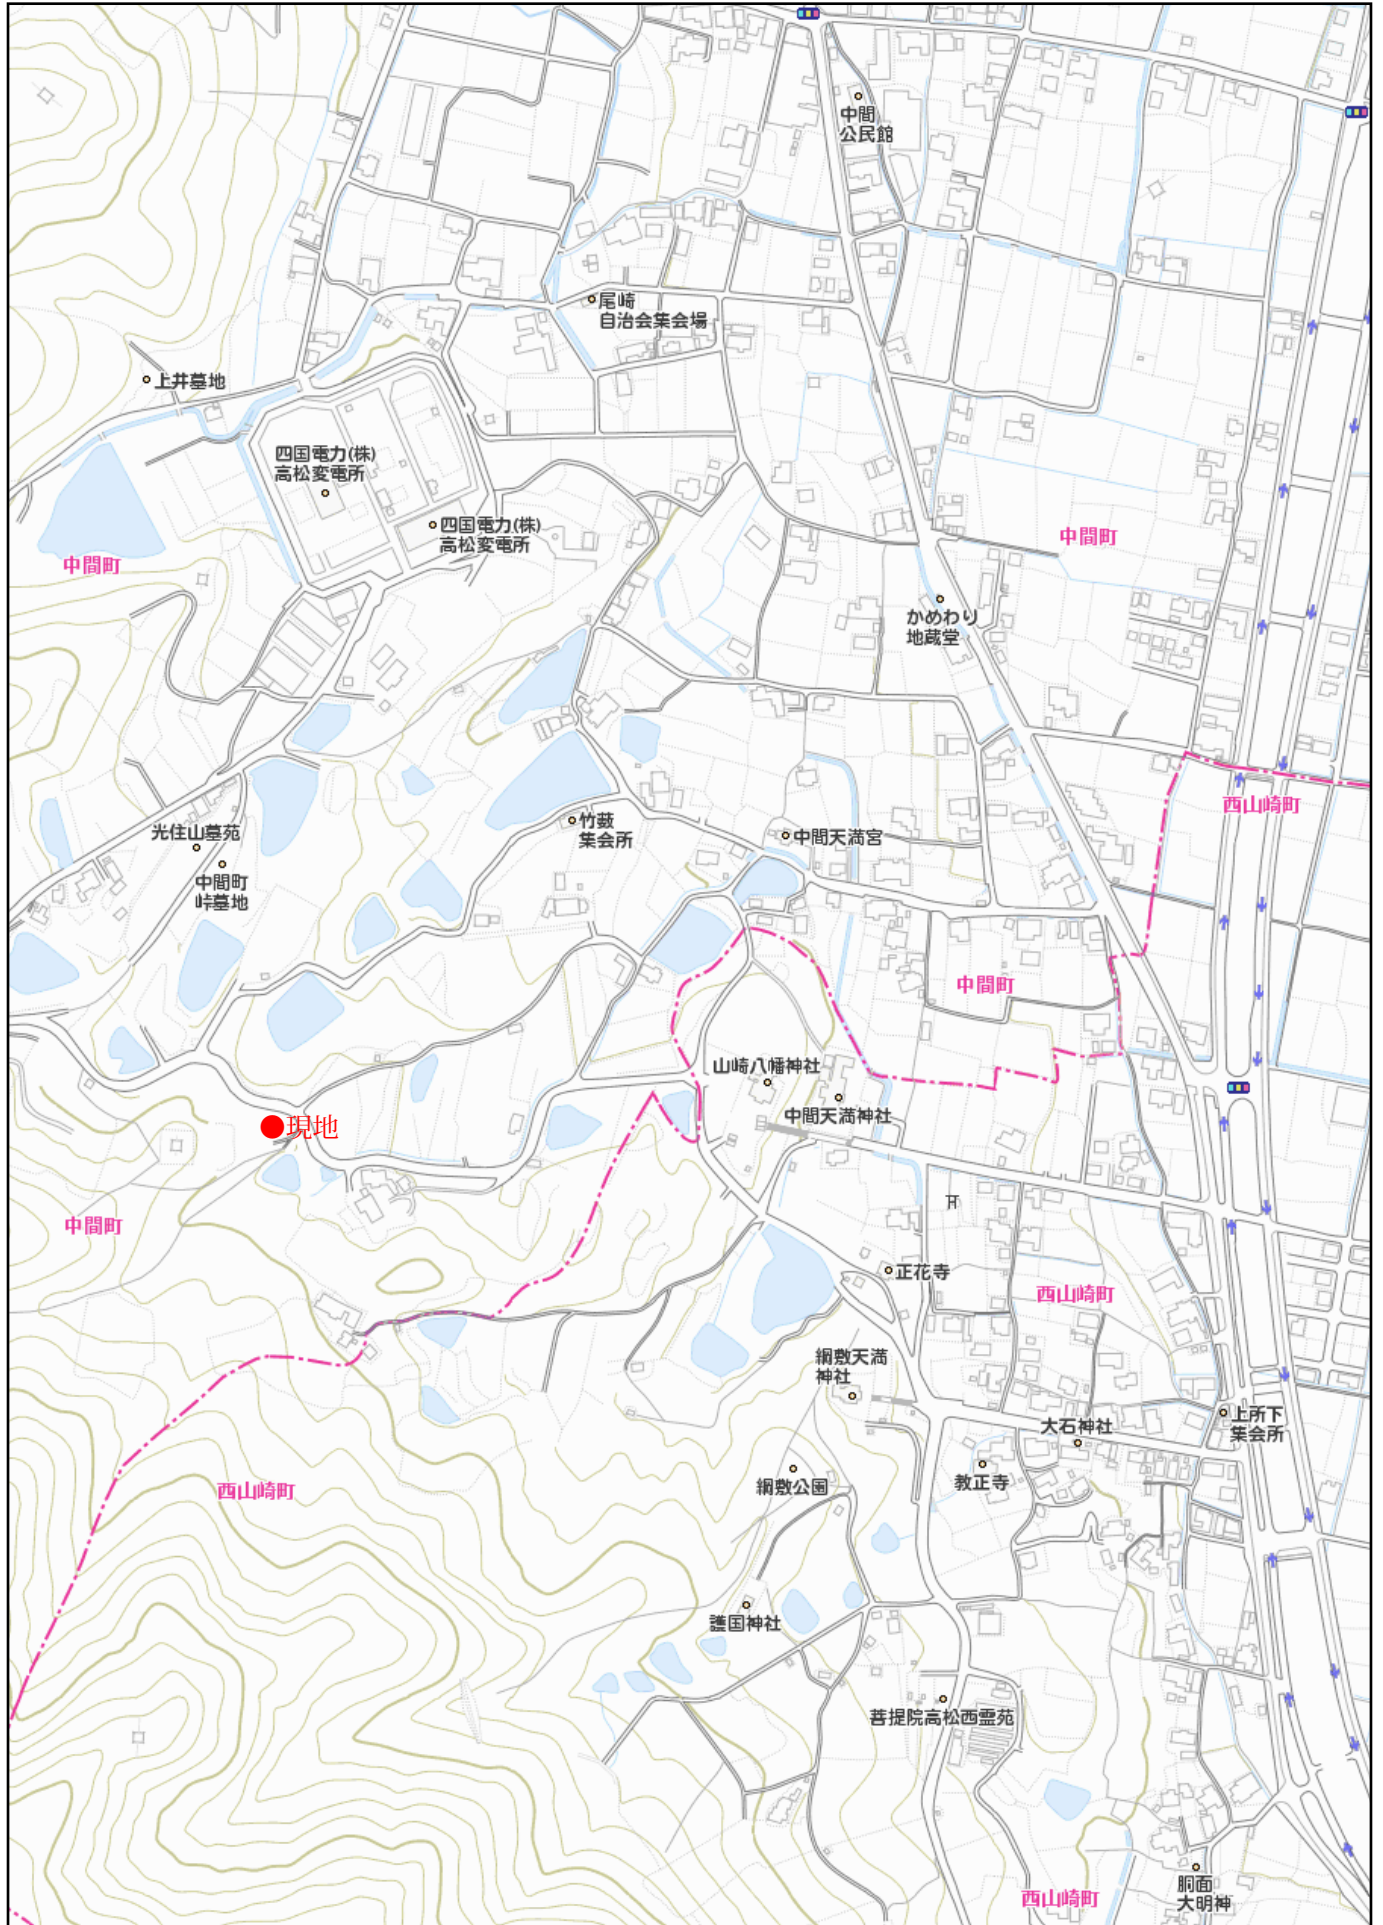 中間
公民館
尾崎
自治会集会場
上井墓地
四国電力(株)
高松変電所
四国電力(株)
高松変電所
中間町
中間町
かめわり
地蔵堂
西山崎町
竹薮
集会所
中間天満宮
光住山墓苑
中間町
峠墓地
中間町
山崎八幡神社
中間天満神社
現地
中間町
正花寺
西山崎町
綱敷天満
神社
大石神社
上所下
集会所
教正寺
綱敷公園
西山崎町
護国神社
菩提院高松西霊苑
胴面
大明神
西山崎町